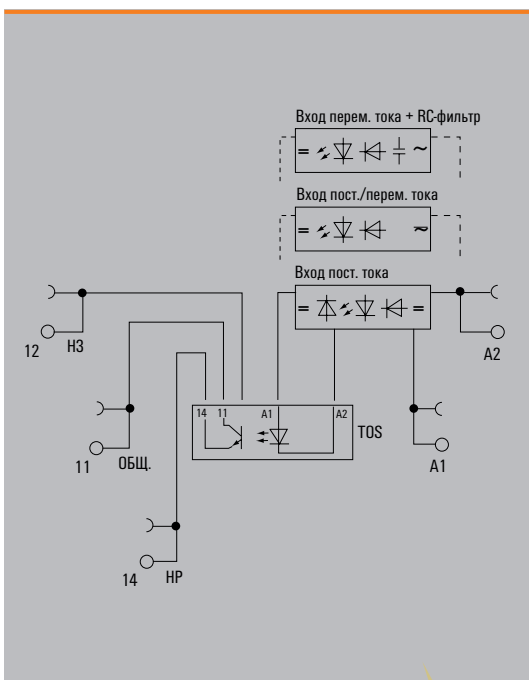 Вход перем. тока + RC-фильтр
= ~
Вход пост./перем. тока
=
Вход пост. тока
= =
12 НЗ
A2
14 11 A1 A2
TOS
11 ОБЩ.
A1
14 НР